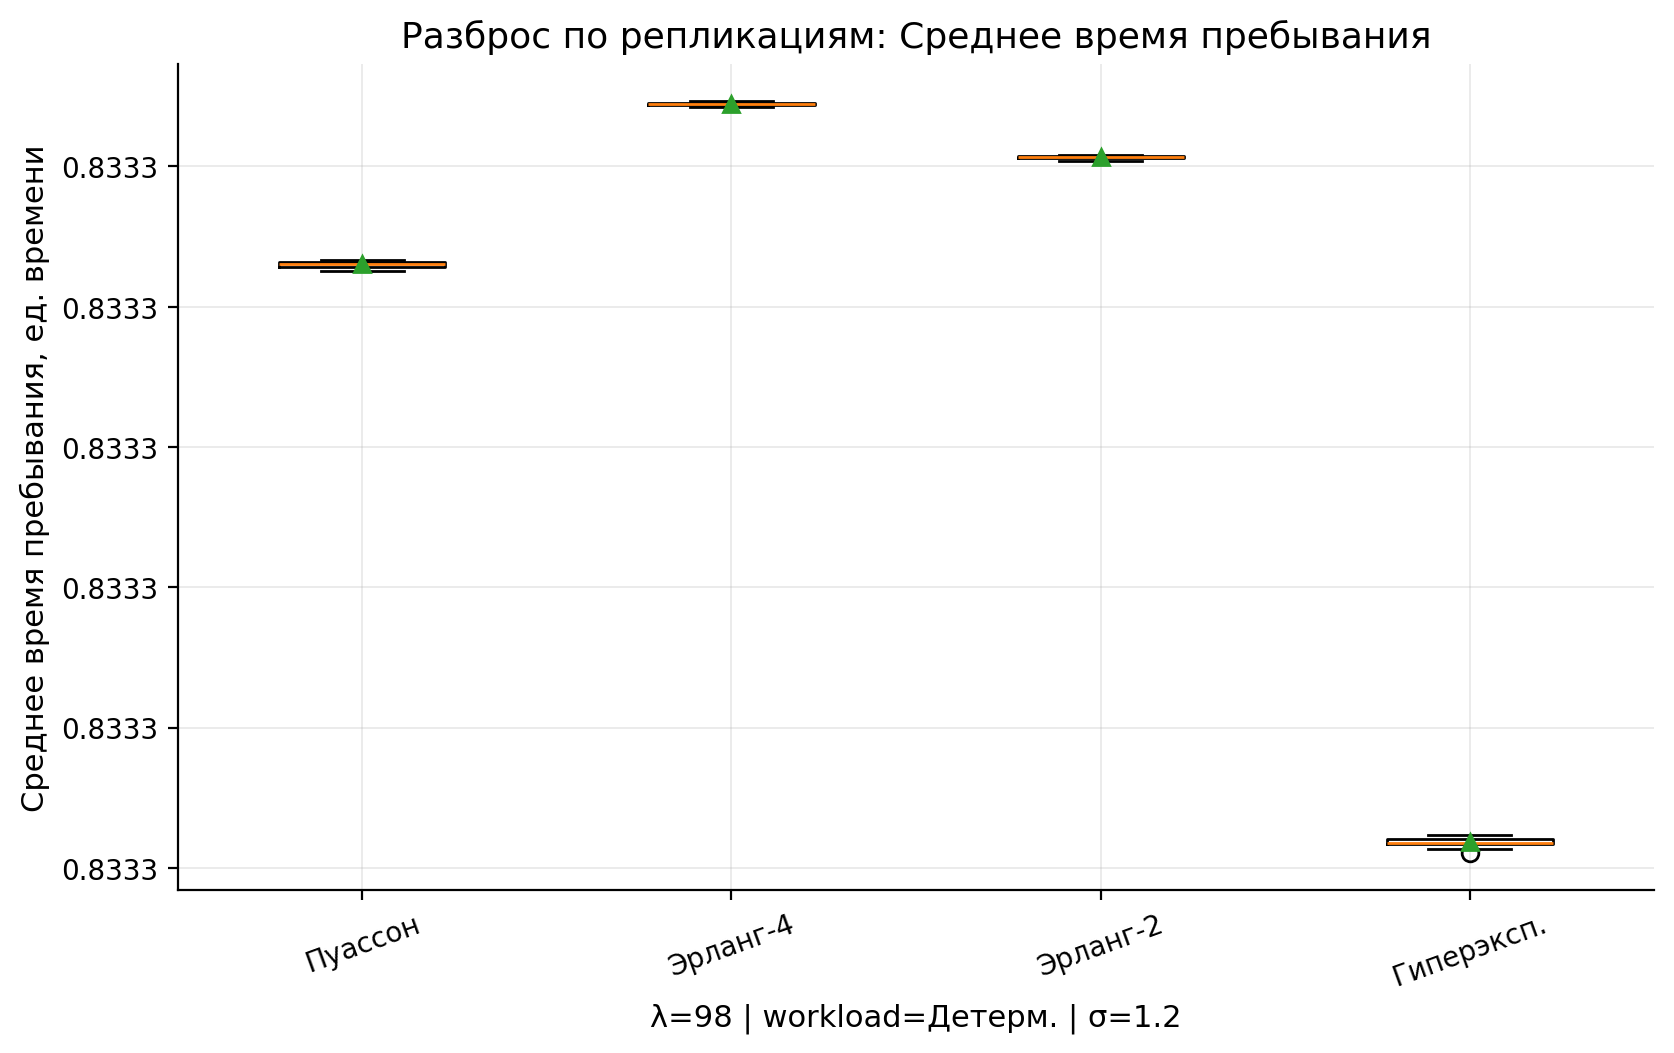 Разброс по репликациям: Среднее время пребывания
Среднее время пребывания, ед. времени
0.8333
0.8333
0.8333
0.8333
0.8333
0.8333
Пуассон
Эрланг-4
Эрланг-2
Гиперэксп.
λ=98 | workload=Детерм. | σ=1.2